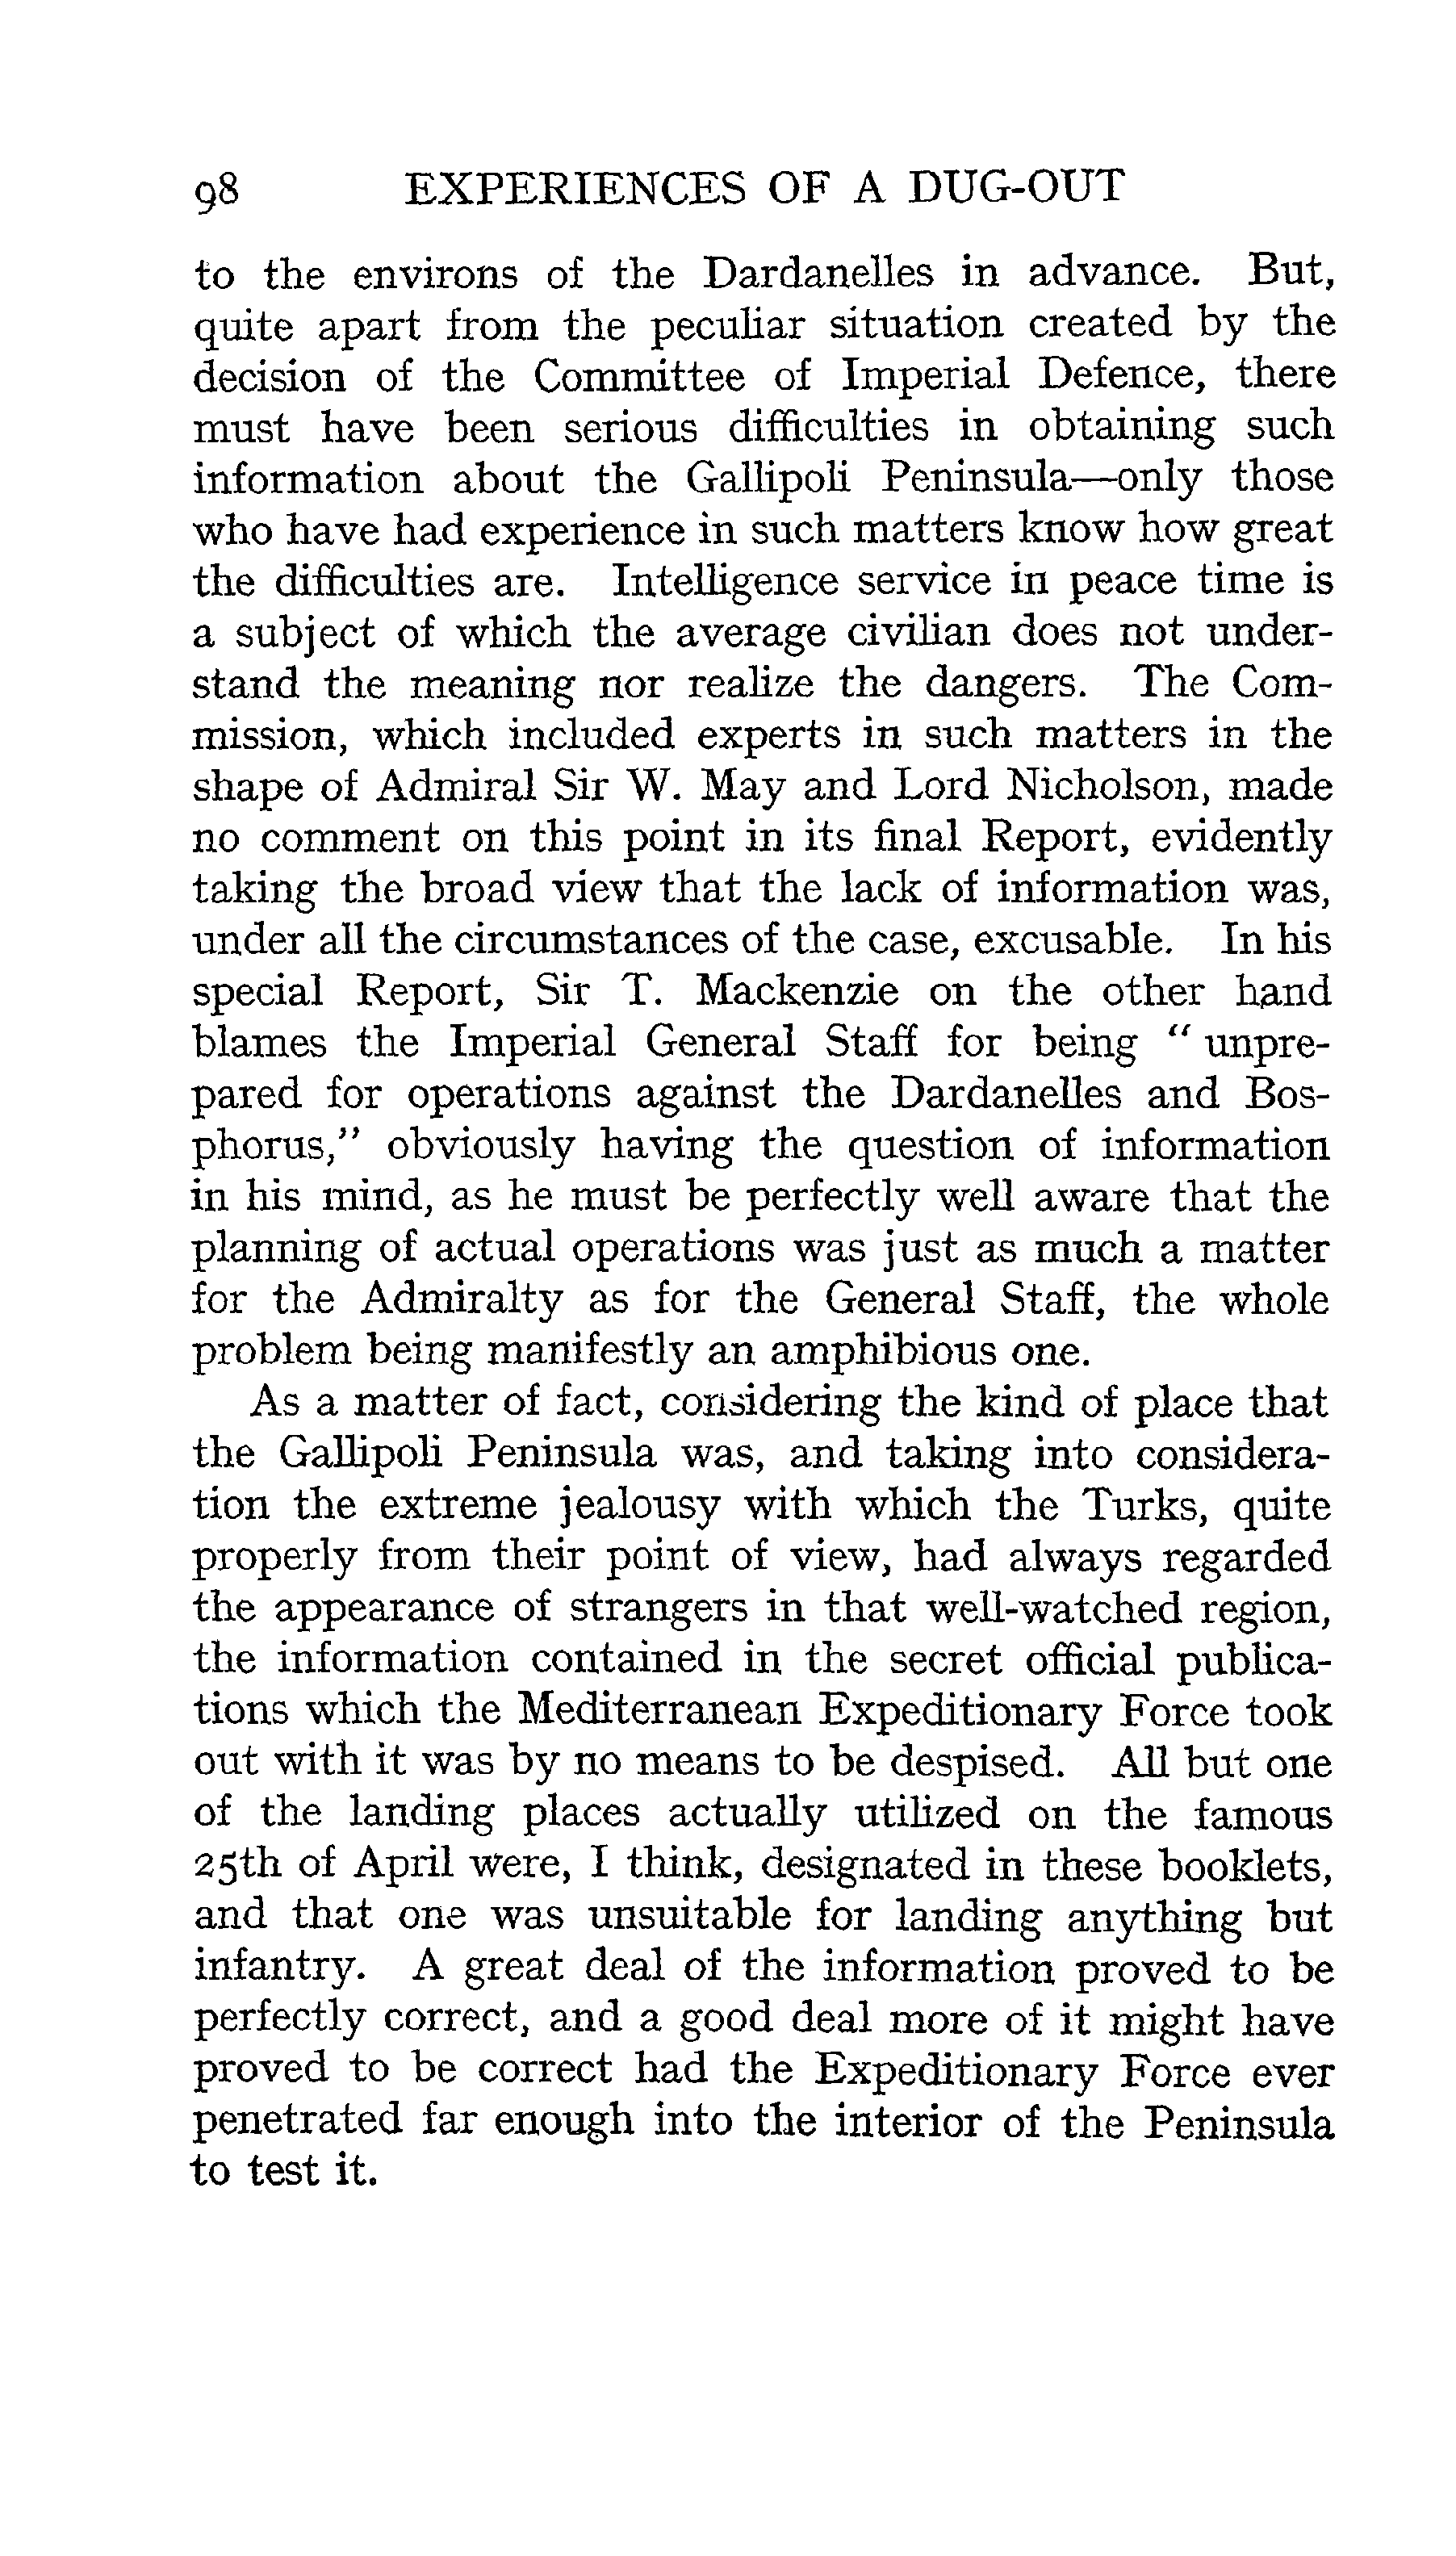 98 EXPERIENCES OF A DUG-OUT
to the environs of the Dardanelles in advance. But,
quite apart from the peculiar situation created by the
decision of the Committee of Imperial Defence, there
must have been serious difficulties in obtaining such
information about the Gallipoli Peninsula—only those
who have had experience in such matters know how great
the difficulties are. Intelligence service in peace time is
a subject of which the average civilian does not under-
stand the meaning nor realize the dangers. The Com-
mission, which included experts in such matters in the
shape of Admiral Sir W. May and Lord Nicholson, made
no comment on this point in its final Report, evidently
taking the broad view that the lack of information was,
under all the circumstances of the case, excusable. In his
special Report, Sir T. Mackenzie on the other hand
blames the Imperial General Staff for being " unpre-
pared for operations against the Dardanelles and Bos-
phorus," obviously having the question of information
in his mind, as he must be perfectly well aware that the
planning of actual operations was just as much a matter
for the Admiralty as for the General Staff, the whole
problem being manifestly an amphibious one.
As a matter of fact, considering the kind of place that
the Gallipoli Peninsula was, and taking into considera-
tion the extreme jealousy with which the Turks, quite
properly from their point of view, had always regarded
the appearance of strangers in that well-watched region,
the information contained in the secret official publica-
tions which the Mediterranean Expeditionary Force took
out with it was by no means to be despised. All but one
of the landing places actually utilized on the famous
25th of April were, I think, designated in these booklets,
and that one was unsuitable for landing anything but
infantry. A great deal of the information proved to be
perfectly correct, and a good deal more of it might have
proved to be correct had the Expeditionary Force ever
penetrated far enough into the interior of the Peninsula
to test it.